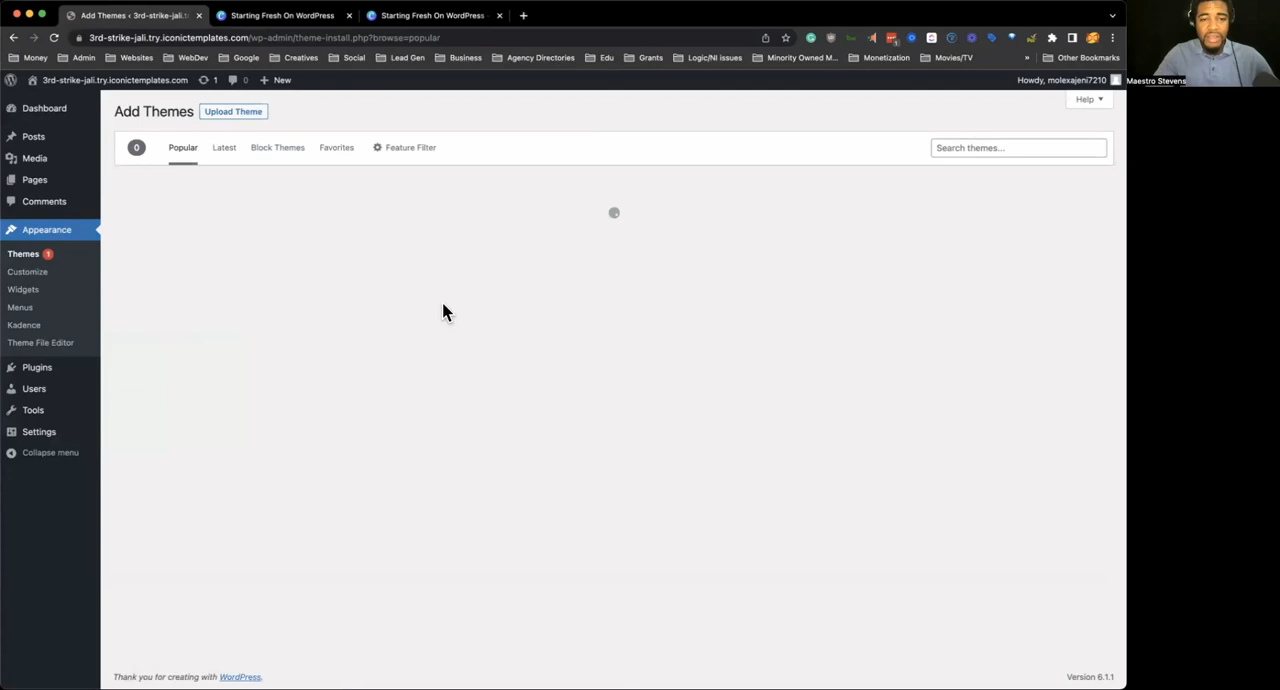 Add Themes ‹ 3rd-strike-jali.tr
Starting Fresh On WordPress
Starting Fresh On WordPress
3rd-strike-jali.try.iconictemplates.com/wp-admin/theme-install.php?browse=popular
Money Admin Websites WebDev Google Creatives Social Lead Gen Business Agency Directories Edu Grants Logic/NI issues Minority Owned M... Monetization Movies/TV » Other Bookmarks
3rd-strike-jali.try.iconictemplates.com 1 0 + New Howdy, molexajeni7210
Maestro Stevens
Dashboard
Posts
Media
Pages
Comments
Appearance
Themes 1
Customize
Widgets
Menus
Kadence
Theme File Editor
Plugins
Users
Tools
Settings
Collapse menu
Add Themes Upload Theme
Help
0 Popular Latest Block Themes Favorites Feature Filter Search themes...
Thank you for creating with WordPress.
Version 6.1.1